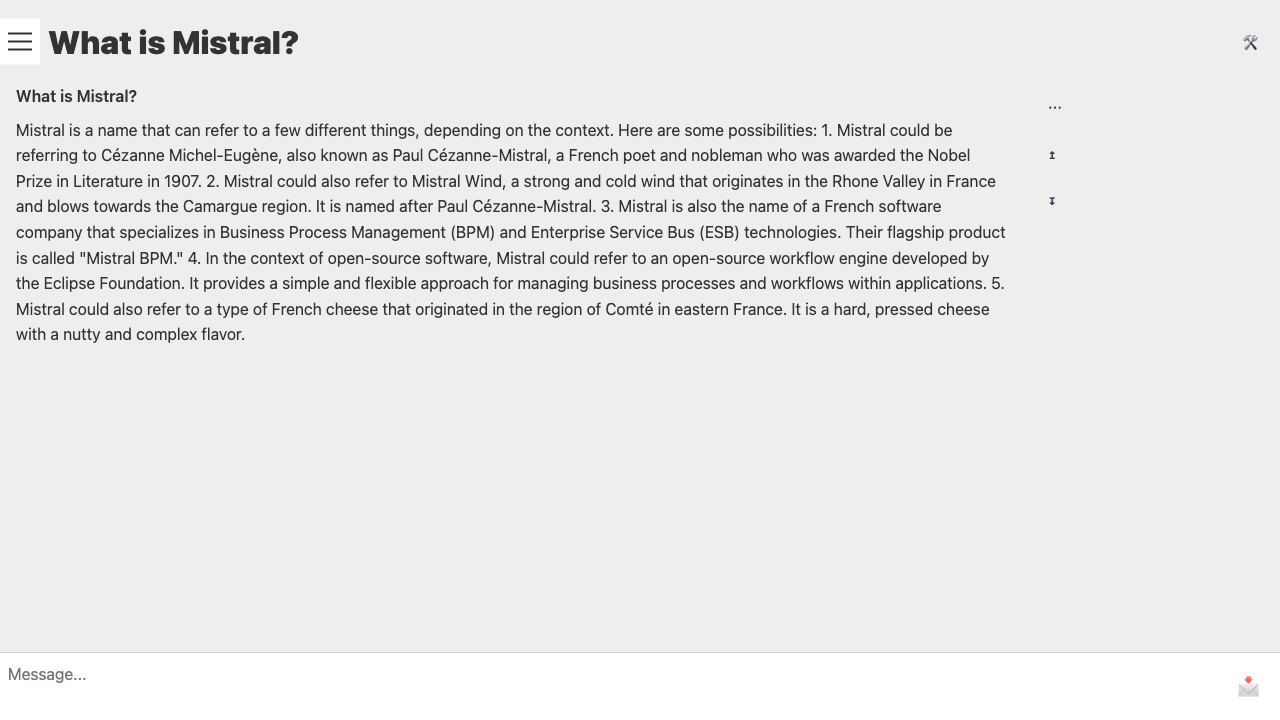 What is Mistral?
What is Mistral?
...
Mistral is a name that can refer to a few different things, depending on the context. Here are some possibilities: 1. Mistral could be
referring to Cézanne Michel-Eugène, also known as Paul Cézanne-Mistral, a French poet and nobleman who was awarded the Nobel
Prize in Literature in 1907. 2. Mistral could also refer to Mistral Wind, a strong and cold wind that originates in the Rhone Valley in France
and blows towards the Camargue region. It is named after Paul Cézanne-Mistral. 3. Mistral is also the name of a French software
company that specializes in Business Process Management (BPM) and Enterprise Service Bus (ESB) technologies. Their flagship product
is called "Mistral BPM." 4. In the context of open-source software, Mistral could refer to an open-source workflow engine developed by
the Eclipse Foundation. It provides a simple and flexible approach for managing business processes and workflows within applications. 5.
Mistral could also refer to a type of French cheese that originated in the region of Comté in eastern France. It is a hard, pressed cheese
with a nutty and complex flavor.
Message...